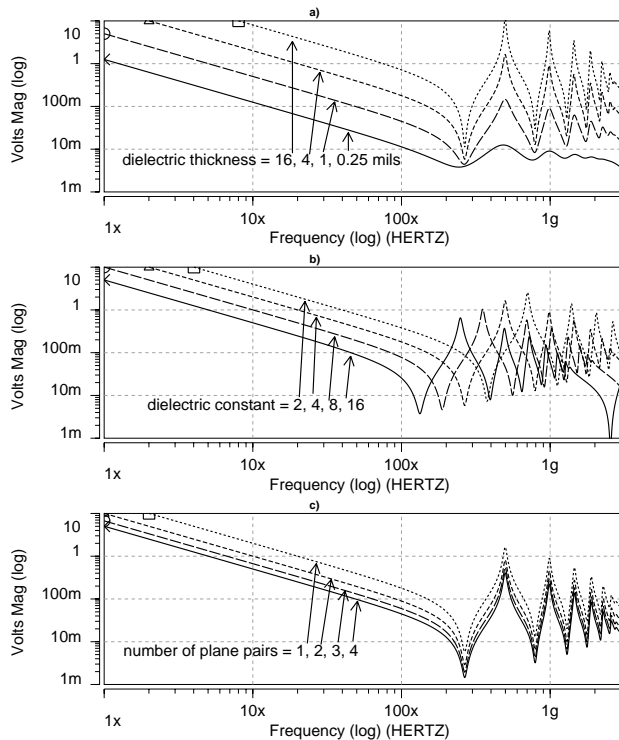 a)
10
1
100m
10m
1m
Volts Mag (log)
dielectric thickness = 16, 4, 1, 0.25 mils
1x
10x
100x
1g
Frequency (log) (HERTZ)
b)
10
1
100m
10m
1m
Volts Mag (log)
dielectric constant = 2, 4, 8, 16
1x
10x
100x
1g
Frequency (log) (HERTZ)
c)
10
1
100m
10m
1m
Volts Mag (log)
number of plane pairs = 1, 2, 3, 4
1x
10x
100x
1g
Frequency (log) (HERTZ)